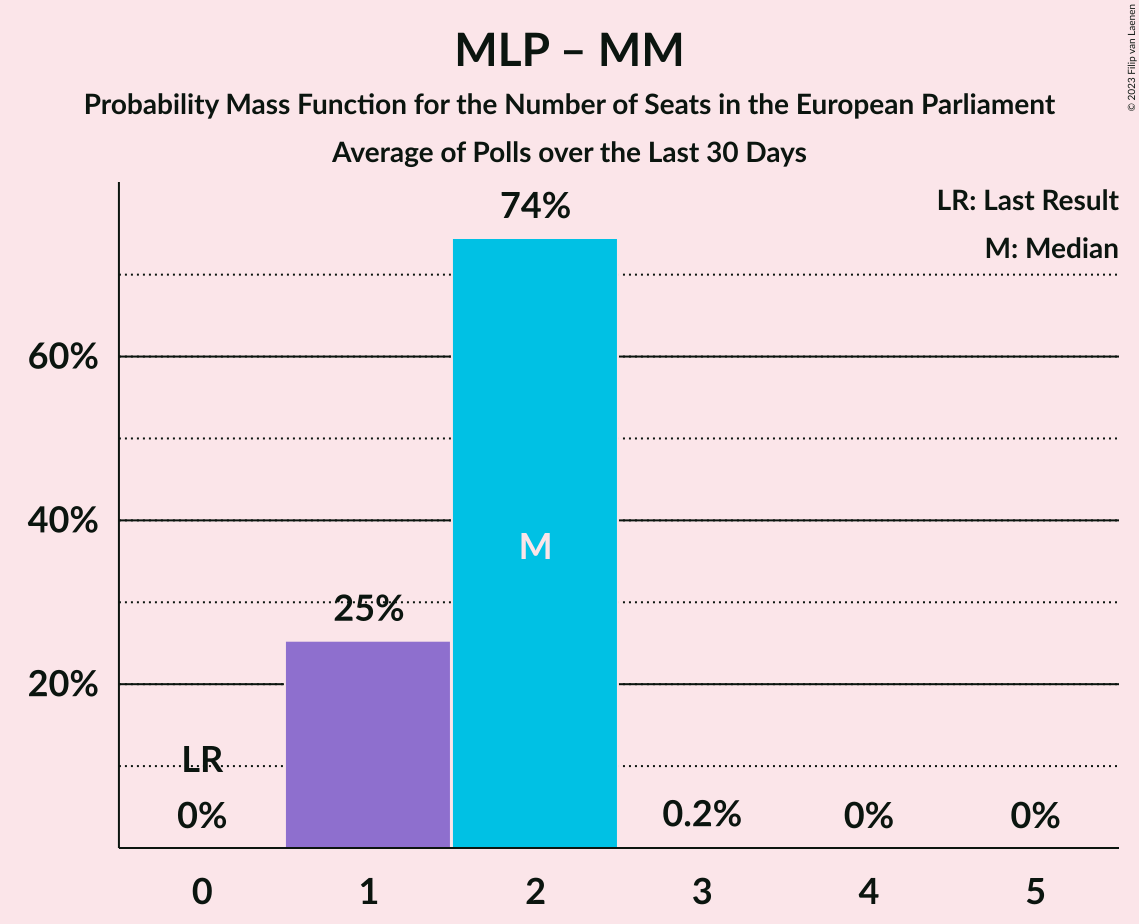 MLP – MM
Probability Mass Function for the Number of Seats in the European Parliament
Average of Polls over the Last 30 Days
© 2023 Filip van Laenen
LR: Last Result
M: Median
74%
60%
40%
M
25%
20%
LR
0%
0.2%
0%
0%
0 1 2 3 4 5